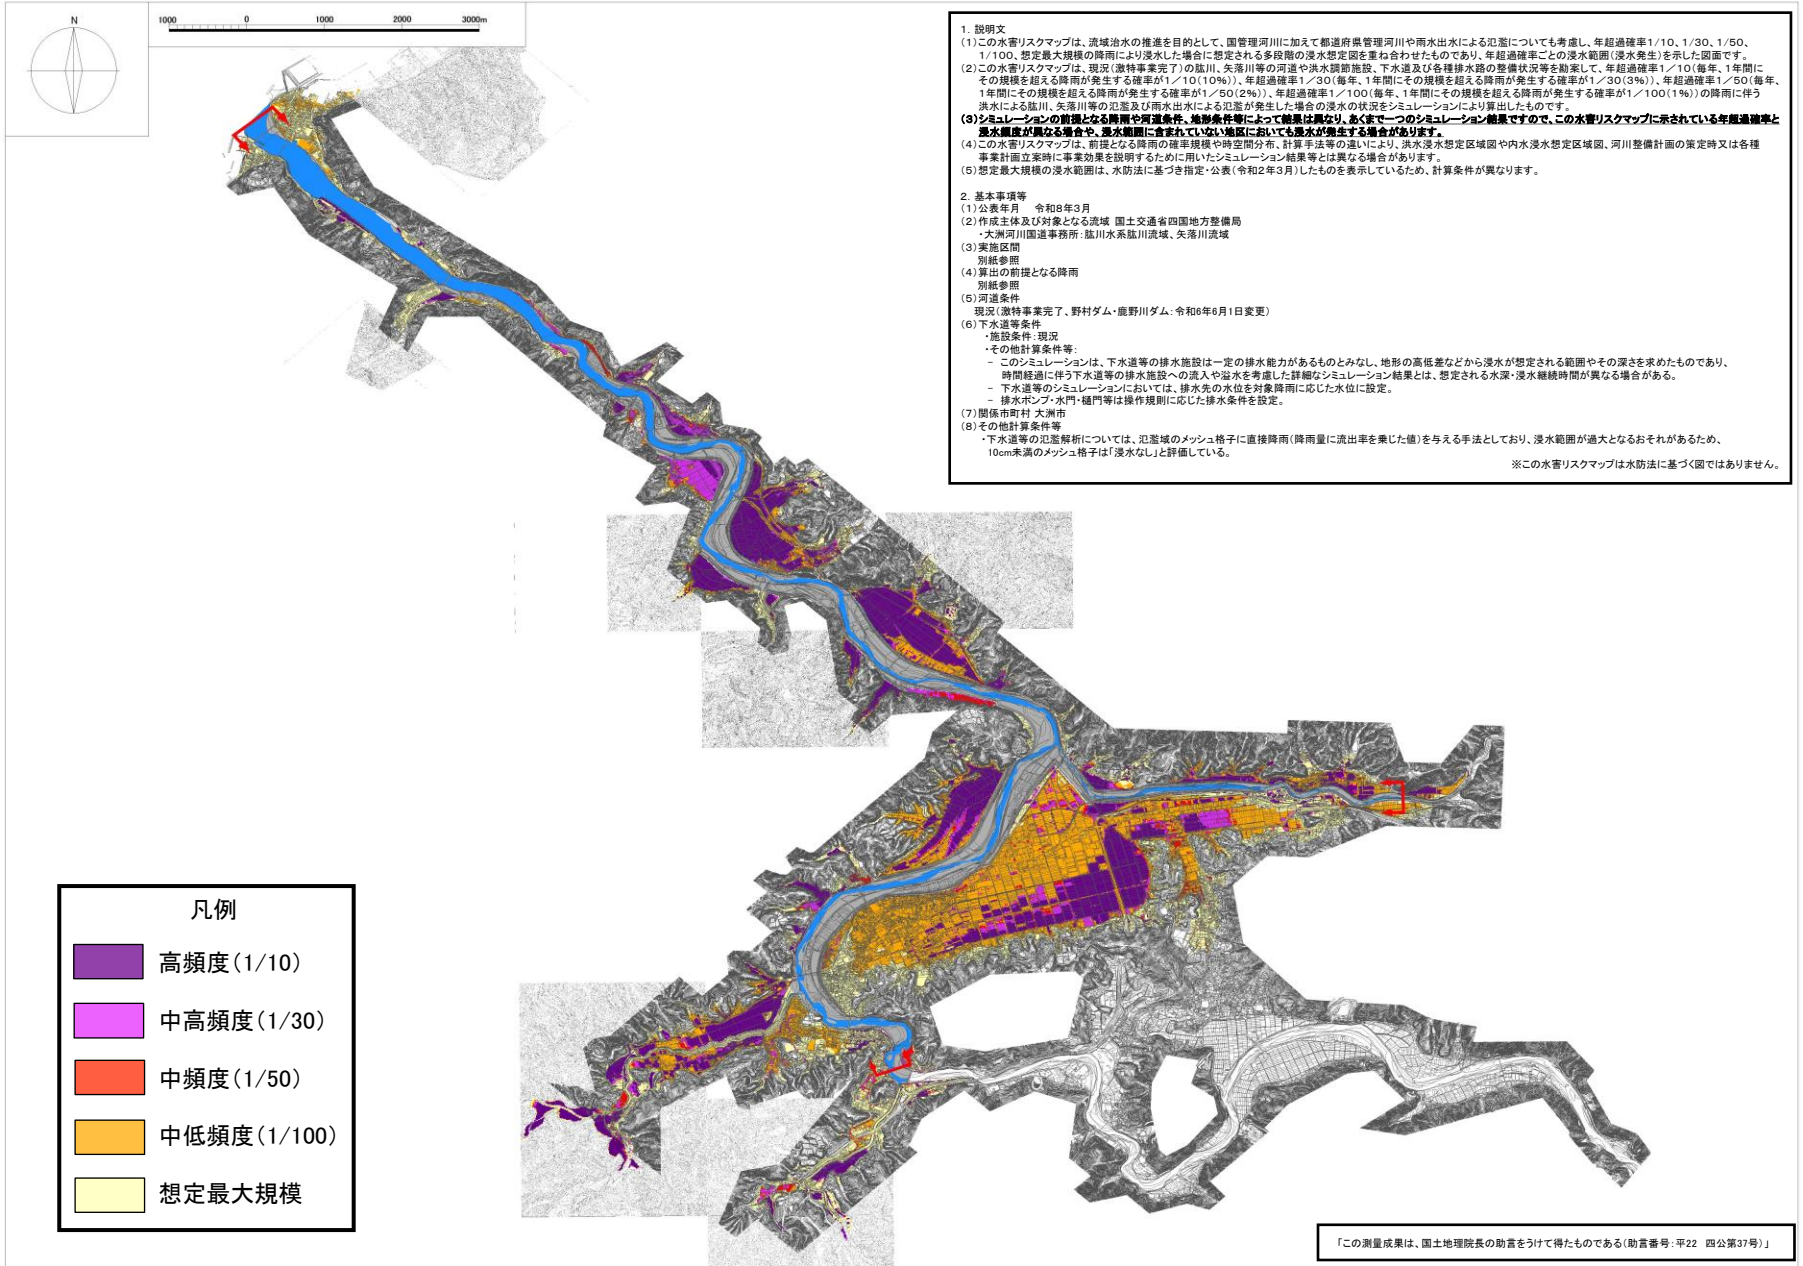 N
1000 0 1000 2000 3000m
1. 説明文
(1)この水害リスクマップは、流域治水の推進を目的として、国管理河川に加えて都道府県管理河川や雨水出水による氾濫についても考慮し、年超過確率1/10、1/30、1/50、
1/100、想定最大規模の降雨により浸水した場合に想定される多段階の浸水想定図を重ね合わせたものであり、年超過確率ごとの浸水範囲(浸水発生)を示した図面です。
(2)この水害リスクマップは、現況(激特事業完了)の肱川、矢落川等の河道や洪水調節施設、下水道及び各種排水路の整備状況等を勘案して、年超過確率1/10(毎年、1年間に
その規模を超える降雨が発生する確率が1/10(10%))、年超過確率1/30(毎年、1年間にその規模を超える降雨が発生する確率が1/30(3%))、年超過確率1/50(毎年、
1年間にその規模を超える降雨が発生する確率が1/50(2%))、年超過確率1/100(毎年、1年間にその規模を超える降雨が発生する確率が1/100(1%))の降雨に伴う
洪水による肱川、矢落川等の氾濫及び雨水出水による氾濫が発生した場合の浸水の状況をシミュレーションにより算出したものです。
(3)シミュレーションの前提となる降雨や河道条件、地形条件等によって結果は異なり、あくまで一つのシミュレーション結果ですので、この水害リスクマップに示されている年超過確率と
浸水頻度が異なる場合や、浸水範囲に含まれていない地区においても浸水が発生する場合があります。
(4)この水害リスクマップは、前提となる降雨の確率規模や時空間分布、計算手法等の違いにより、洪水浸水想定区域図や内水浸水想定区域図、河川整備計画の策定時又は各種
事業計画立案時に事業効果を説明するために用いたシミュレーション結果等とは異なる場合があります。
(5)想定最大規模の浸水範囲は、水防法に基づき指定・公表(令和2年3月)したものを表示しているため、計算条件が異なります。
2. 基本事項等
(1)公表年月 令和8年3月
(2)作成主体及び対象となる流域 国土交通省四国地方整備局
・大洲河川国道事務所:肱川水系肱川流域、矢落川流域
(3)実施区間
別紙参照
(4)算出の前提となる降雨
別紙参照
(5)河道条件
現況(激特事業完了、野村ダム・鹿野川ダム:令和6年6月1日変更)
(6)下水道等条件
・施設条件:現況
・その他計算条件等:
- このシミュレーションは、下水道等の排水施設は一定の排水能力があるものとみなし、地形の高低差などから浸水が想定される範囲やその深さを求めたものであり、
時間経過に伴う下水道等の排水施設への流入や溢水を考慮した詳細なシミュレーション結果とは、想定される水深・浸水継続時間が異なる場合がある。
- 下水道等のシミュレーションにおいては、排水先の水位を対象降雨に応じた水位に設定。
- 排水ポンプ・水門・樋門等は操作規則に応じた排水条件を設定。
(7)関係市町村 大洲市
(8)その他計算条件等
・下水道等の氾濫解析については、氾濫域のメッシュ格子に直接降雨(降雨量に流出率を乗じた値)を与える手法としており、浸水範囲が過大となるおそれがあるため、
10cm未満のメッシュ格子は「浸水なし」と評価している。
※この水害リスクマップは水防法に基づく図ではありません。
凡例
高頻度(1/10)
中高頻度(1/30)
中頻度(1/50)
中低頻度(1/100)
想定最大規模
「この測量成果は、国土地理院長の助言をうけて得たものである(助言番号:平22 四公第37号)」